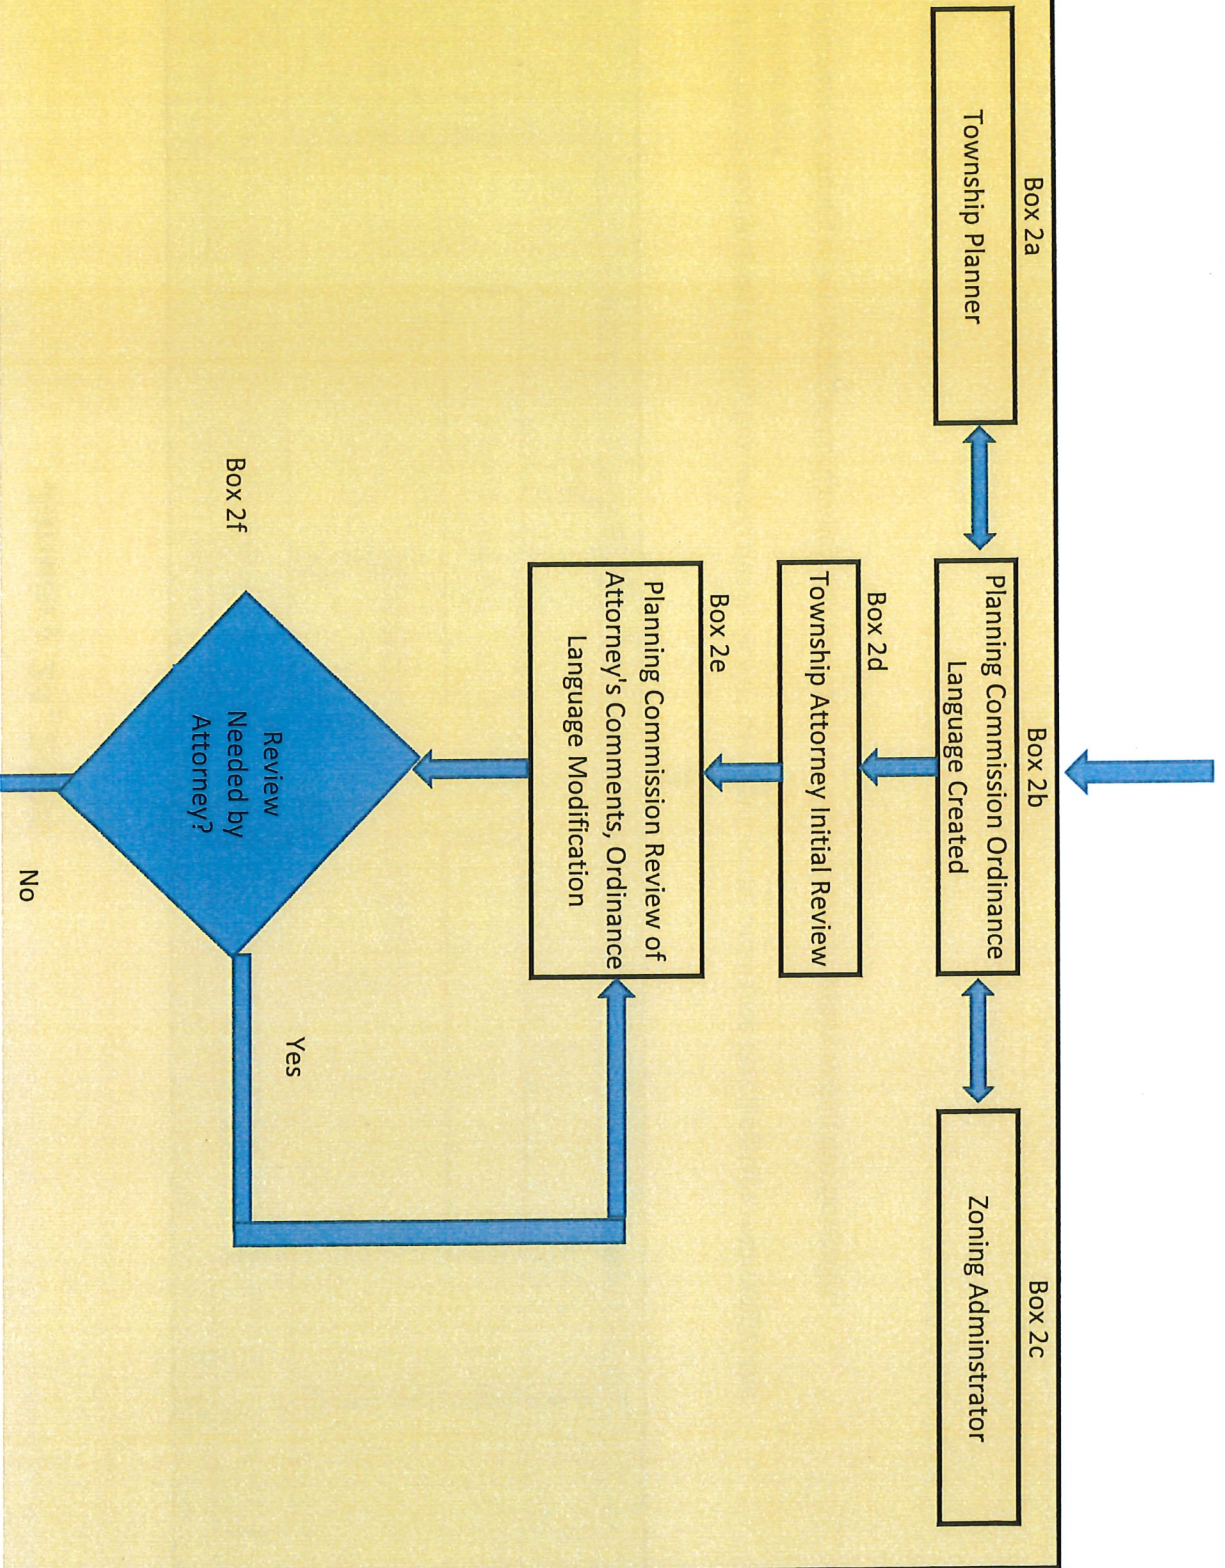 Box 2a
Township Planner
Box 2b
Planning Commission Ordinance
Language Created
Box 2c
Zoning Adminstrator
Box 2d
Township Attorney Initial Review
Box 2e
Planning Commission Review of
Attorney's Comments, Ordinance
Language Modification
Box 2f
Review
Needed by
Attorney?
Yes
No